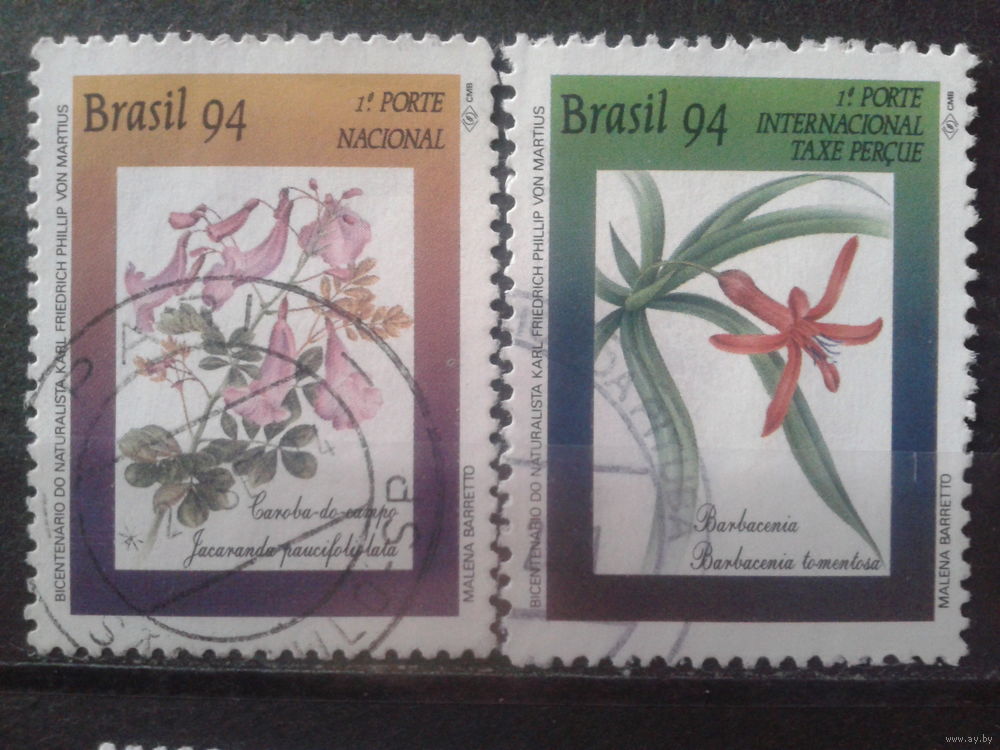 Brasil 94
1º PORTE
NACIONAL
BICENTENÁRIO DO NATURALISTA KARL FRIEDRICH PHILLIP VON MARTIUS
CMB
Caroba-do-campo
Jacaranda paucifoliolata
MALENA BARRETTO
Brasil 94
1º PORTE
INTERNACIONAL
TAXE PERÇUE
BICENTENÁRIO DO NATURALISTA KARL FRIEDRICH PHILLIP VON MARTIUS
CMB
Barbacenia
Barbacenia tomentosa
MALENA BARRETTO
www.ay.by